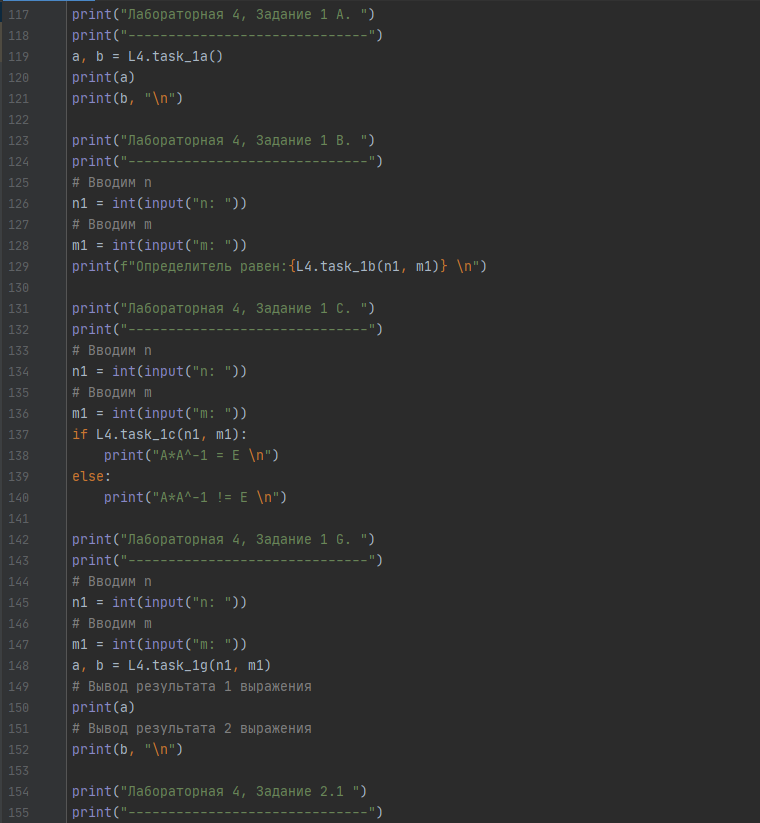 117 print("Лабораторная 4, Задание 1 A. ")
118 print("------------------------------")
119 a, b = L4.task_1a()
120 print(a)
121 print(b, "\n")
122
123 print("Лабораторная 4, Задание 1 B. ")
124 print("------------------------------")
125 # Вводим n
126 n1 = int(input("n: "))
127 # Вводим m
128 m1 = int(input("m: "))
129 print(f"Определитель равен:{L4.task_1b(n1, m1)} \n")
130
131 print("Лабораторная 4, Задание 1 C. ")
132 print("------------------------------")
133 # Вводим n
134 n1 = int(input("n: "))
135 # Вводим m
136 m1 = int(input("m: "))
137 if L4.task_1c(n1, m1):
138     print("A*A^-1 = E \n")
139 else:
140     print("A*A^-1 != E \n")
141
142 print("Лабораторная 4, Задание 1 G. ")
143 print("------------------------------")
144 # Вводим n
145 n1 = int(input("n: "))
146 # Вводим m
147 m1 = int(input("m: "))
148 a, b = L4.task_1g(n1, m1)
149 # Вывод результата 1 выражения
150 print(a)
151 # Вывод результата 2 выражения
152 print(b, "\n")
153
154 print("Лабораторная 4, Задание 2.1 ")
155 print("------------------------------")